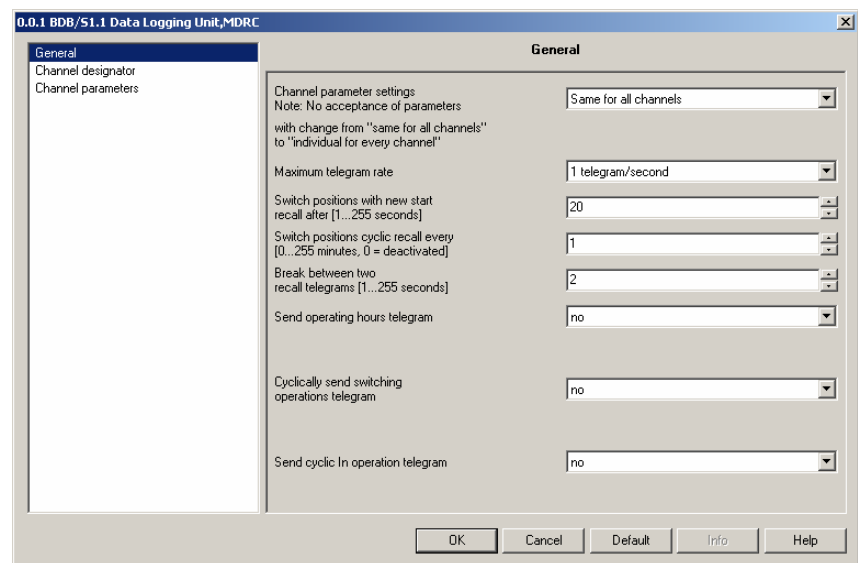 0.0.1 BDB/S1.1 Data Logging Unit,MDRC
General
Channel designator
Channel parameters
General
Channel parameter settings
Note: No acceptance of parameters
Same for all channels
with change from "same for all channels"
to "individual for every channel"
Maximum telegram rate
1 telegram/second
Switch positions with new start
recall after [1...255 seconds]
20
Switch positions cyclic recall every
[0...255 minutes, 0 = deactivated]
1
Break between two
recall telegrams [1...255 seconds]
2
Send operating hours telegram
no
Cyclically send switching
operations telegram
no
Send cyclic In operation telegram
no
OK
Cancel
Default
Info
Help